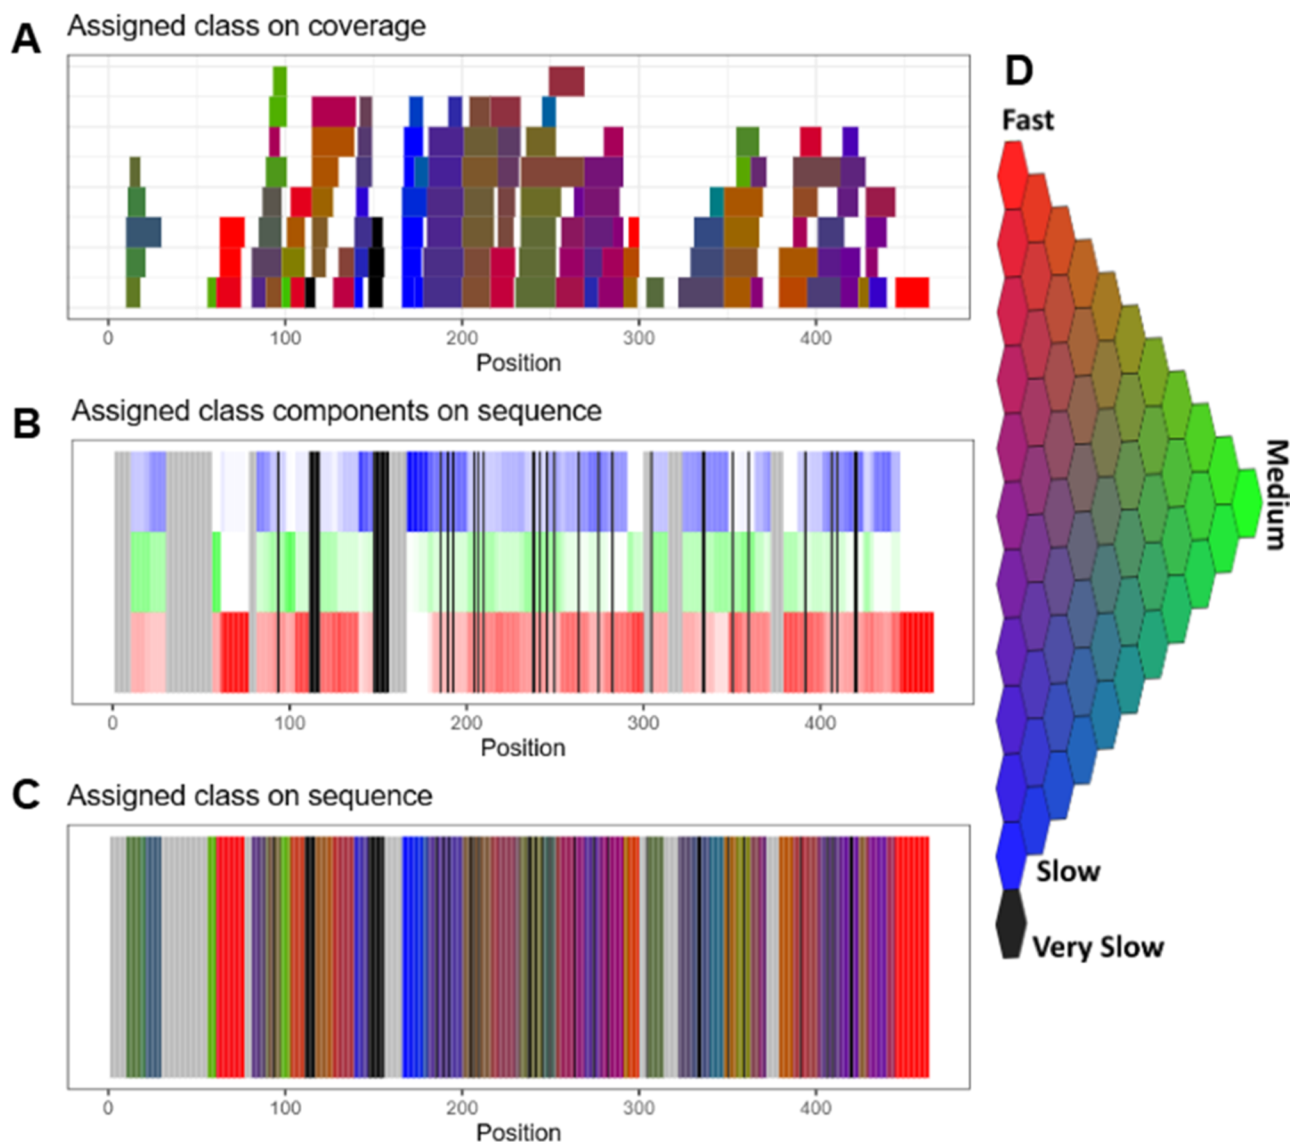 A
Assigned class on coverage
0 100 200 300 400
Position
B
Assigned class components on sequence
0 100 200 300 400
Position
C
Assigned class on sequence
0 100 200 300 400
Position
D
Fast
Medium
Slow
Very Slow